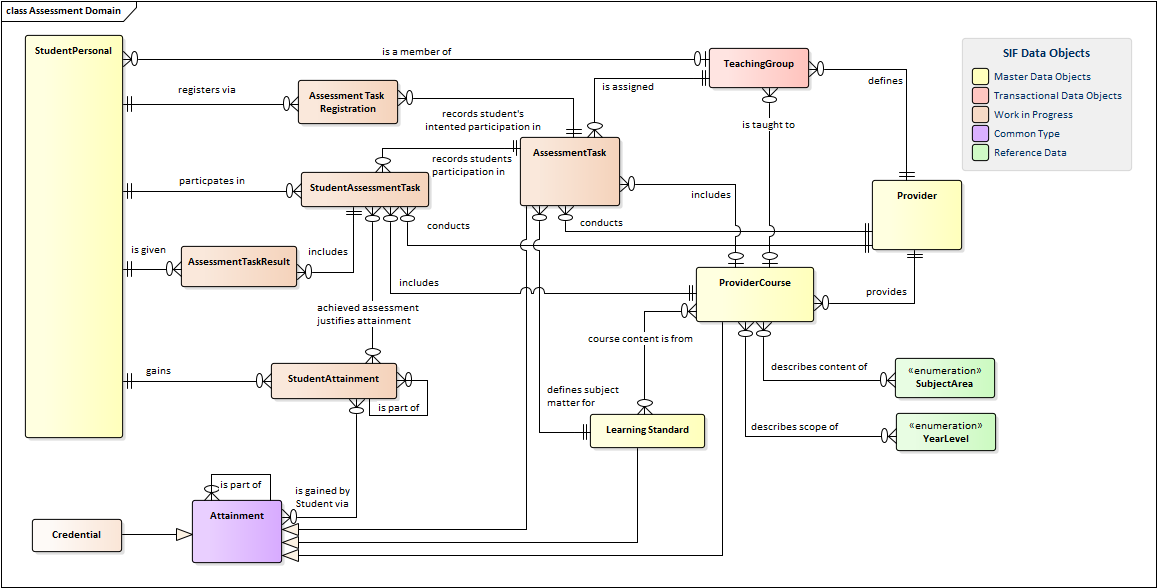 class Assessment Domain
StudentPersonal
is a member of
TeachingGroup
SIF Data Objects
Master Data Objects
Transactional Data Objects
Work in Progress
Common Type
Reference Data
defines
registers via
Assessment Task
Registration
is assigned
records student's
intented participation in
is taught to
AssessmentTask
records students
participation in
particpates in
StudentAssessmentTask
includes
Provider
conducts
conducts
is given
AssessmentTaskResult
includes
includes
ProviderCourse
provides
achieved assessment
justifies attainment
course content is from
gains
StudentAttainment
is part of
describes content of
«enumeration»
SubjectArea
defines subject
matter for
Learning Standard
describes scope of
«enumeration»
YearLevel
is part of
is gained by
Student via
Attainment
Credential